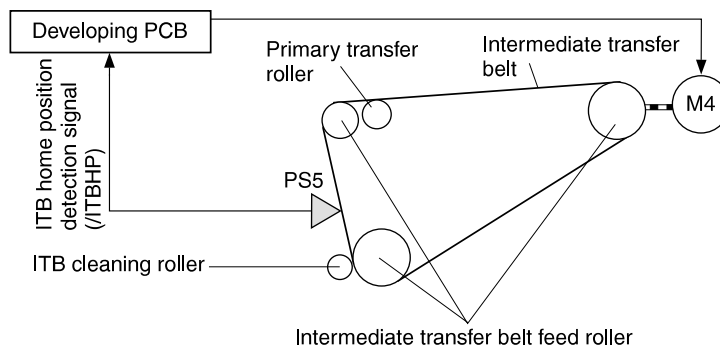 Developing PCB
Primary transfer
roller
Intermediate transfer
belt
M4
ITB home position
detection signal
(/ITBHP)
PS5
ITB cleaning roller
Intermediate transfer belt feed roller